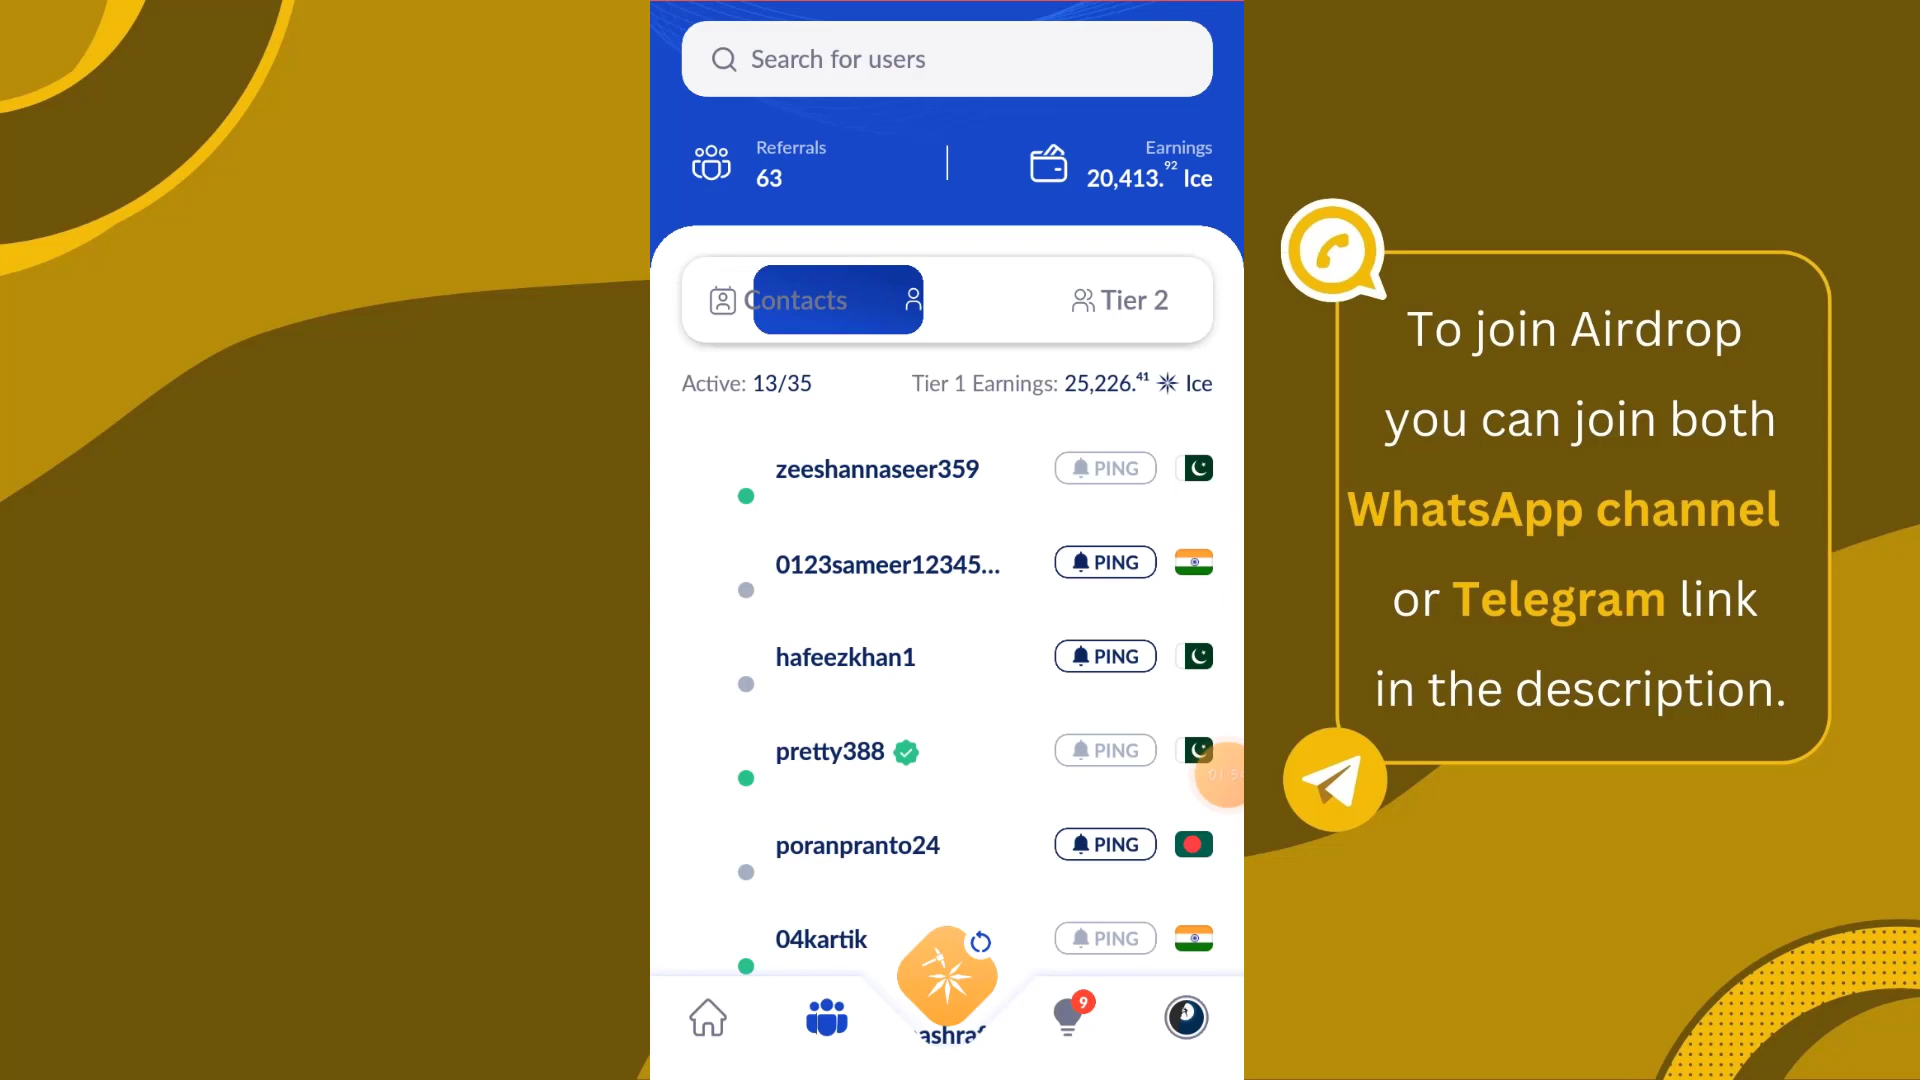 Search for users
Referrals
63
Earnings
20,413.92 Ice
Contacts
Tier 2
Active: 13/35
Tier 1 Earnings: 25,226.41 Ice
zeeshannaseer359
PING
0123sameer12345...
PING
hafeezkhan1
PING
pretty388
PING
poranpranto24
PING
04kartik
PING
9
To join Airdrop
you can join both
WhatsApp channel
or Telegram link
in the description.